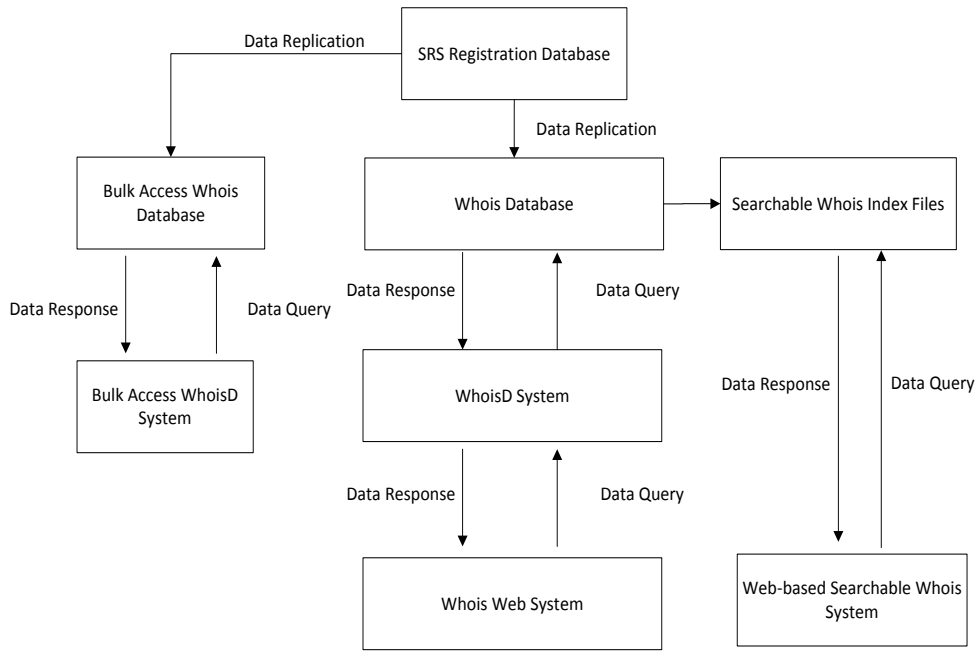 Data Replication
SRS Registration Database
Data Replication
Bulk Access Whois
Database
Whois Database
Searchable Whois Index Files
Data Response
Data Query
Data Response
Data Query
Data Response
Data Query
Bulk Access WhoisD
System
WhoisD System
Data Response
Data Query
Whois Web System
Web-based Searchable Whois
System